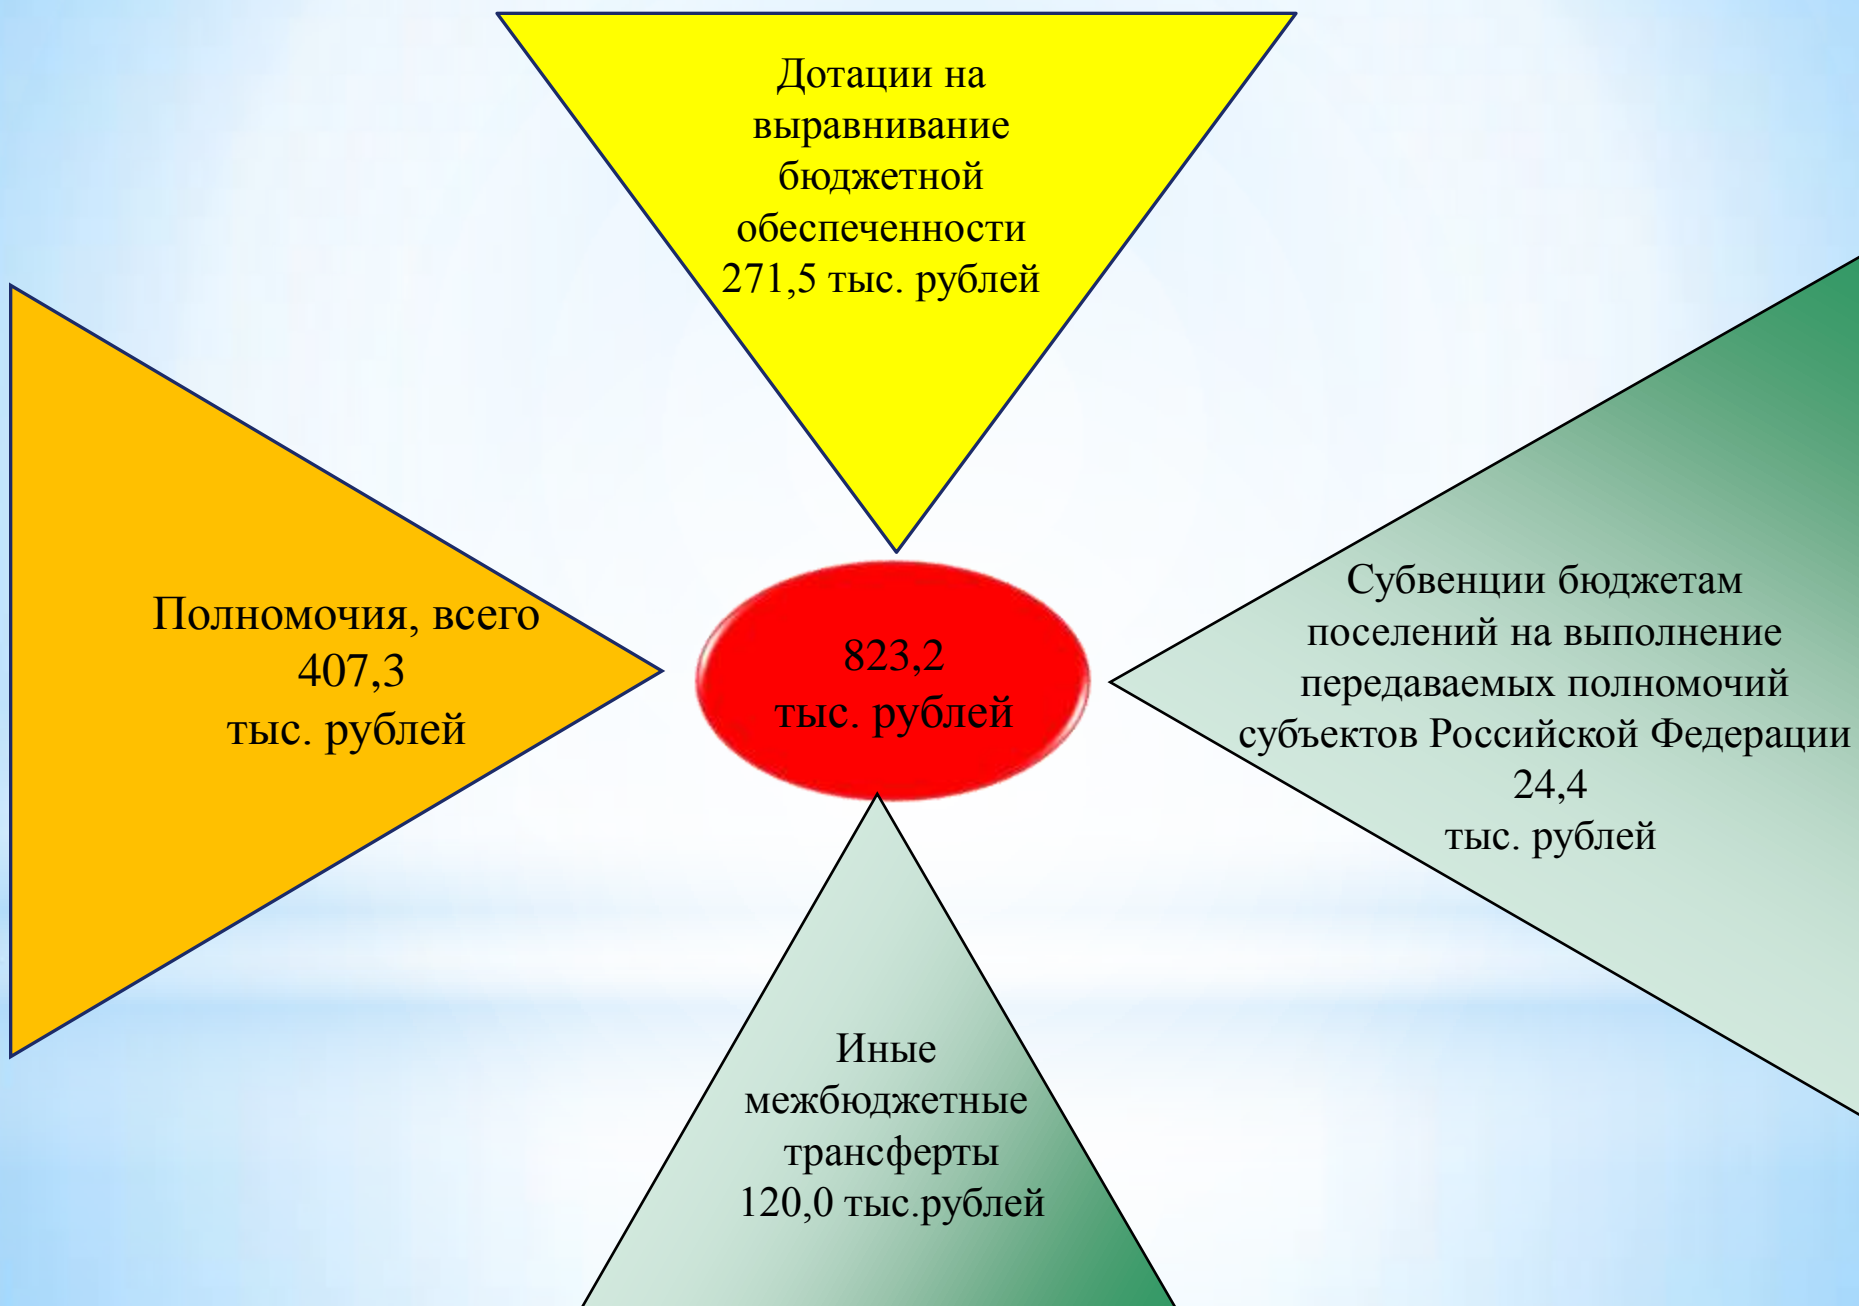 Дотации на
выравнивание
бюджетной
обеспеченности
271,5 тыс. рублей
Полномочия, всего
407,3
тыс. рублей
823,2
тыс. рублей
Субвенции бюджетам
поселений на выполнение
передаваемых полномочий
субъектов Российской Федерации
24,4
тыс. рублей
Иные
межбюджетные
трансферты
120,0 тыс.рублей